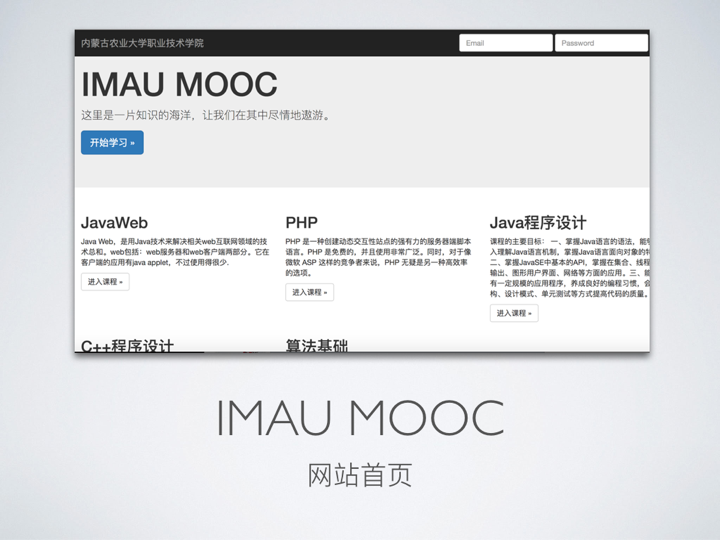 内蒙古农业大学职业技术学院
Email
Password
IMAU MOOC
这里是一片知识的海洋，让我们在其中尽情地遨游。
开始学习 »
JavaWeb
Java Web，是用Java技术来解决相关web互联网领域的技
术总和。web包括：web服务器和web客户端两部分。它在
客户端的应用有java applet，不过使用得很少.
进入课程 »
PHP
PHP 是一种创建动态交互性站点的强有力的服务器端脚本
语言。PHP 是免费的，并且使用非常广泛。同时，对于像
微软 ASP 这样的竞争者来说，PHP 无疑是另一种高效率
的选项。
进入课程 »
Java程序设计
课程的主要目标： 一、掌握Java语言的语法，能
入理解Java语言机制，掌握Java语言面向对象的
二、掌握JavaSE中基本的API，掌握在集合、线程
输出、图形用户界面、网络等方面的应用。三、能
有一定规模的应用程序，养成良好的编程习惯，会
构、设计模式、单元测试等方式提高代码的质量。
进入课程 »
C++程序设计
算法基础
IMAU MOOC
网站首页